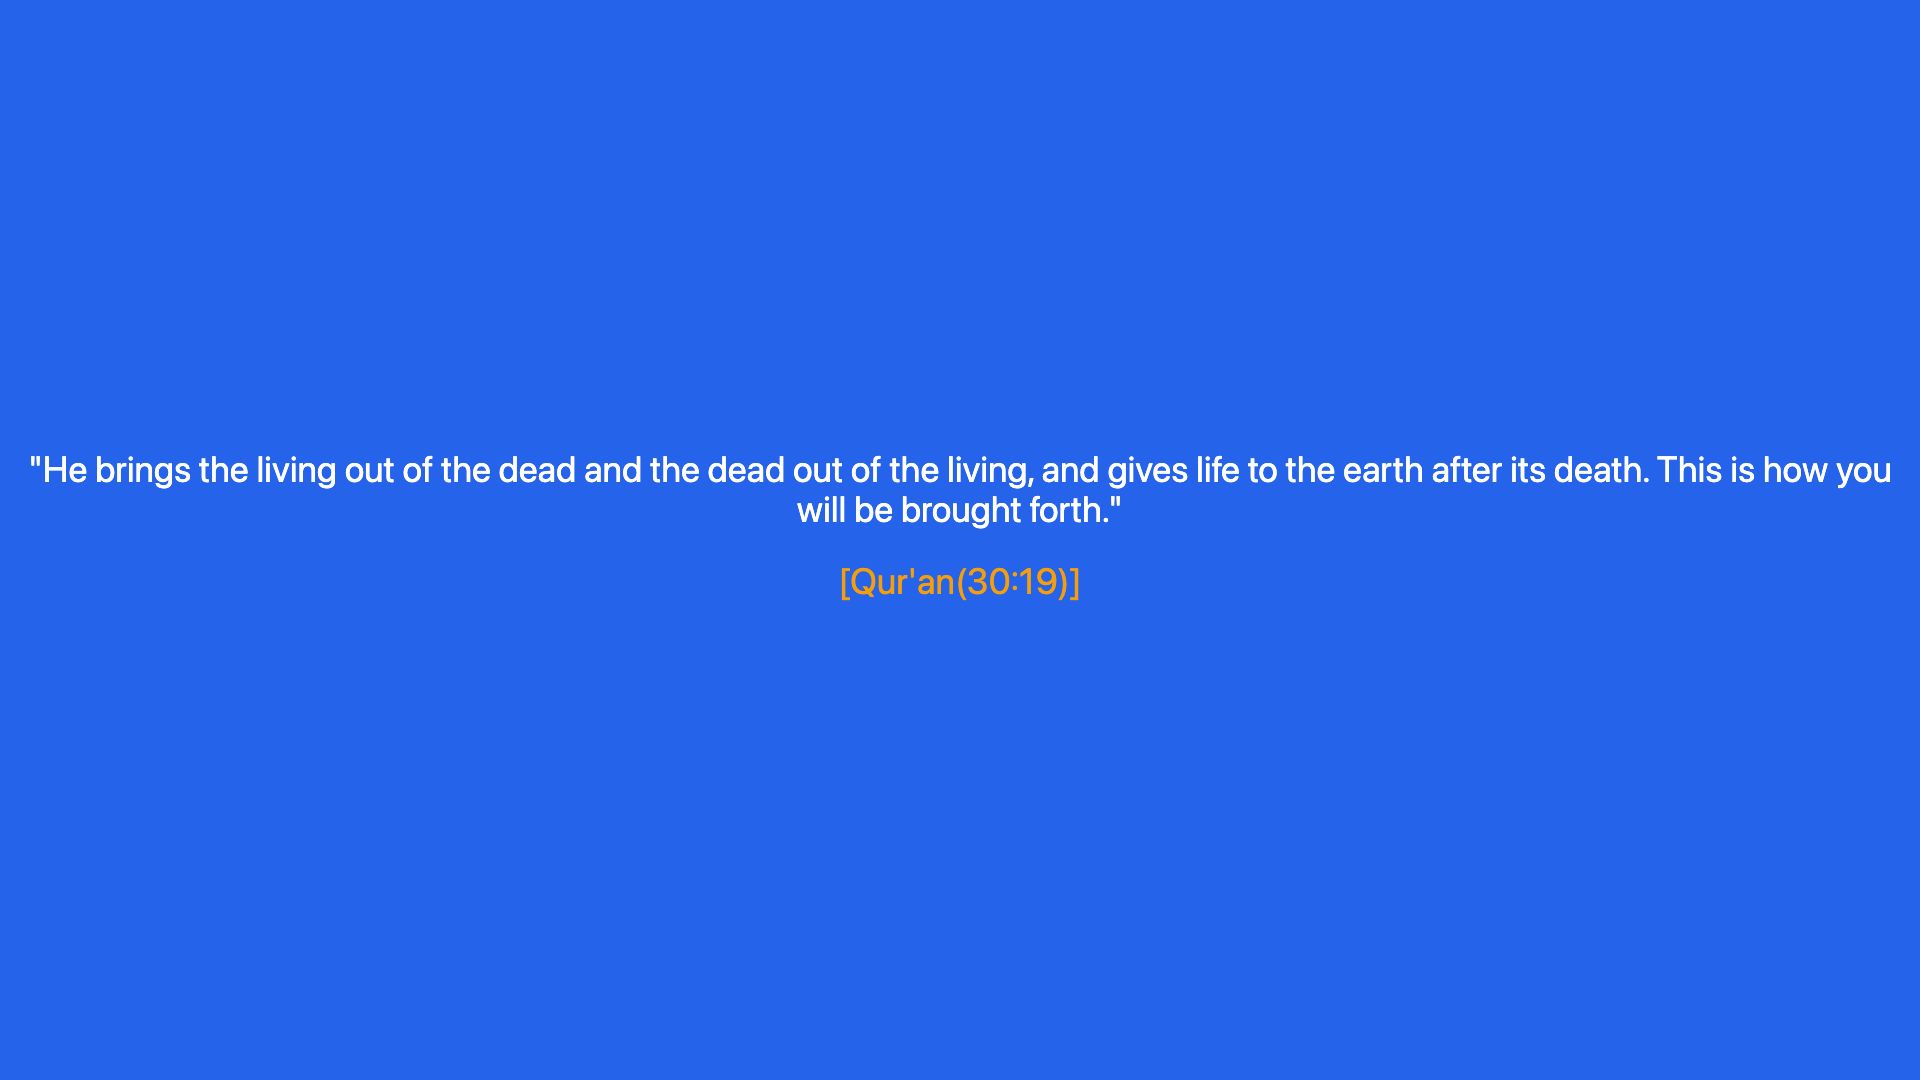 "He brings the living out of the dead and the dead out of the living, and gives life to the earth after its death. This is how you
will be brought forth."
[Qur'an(30:19)]